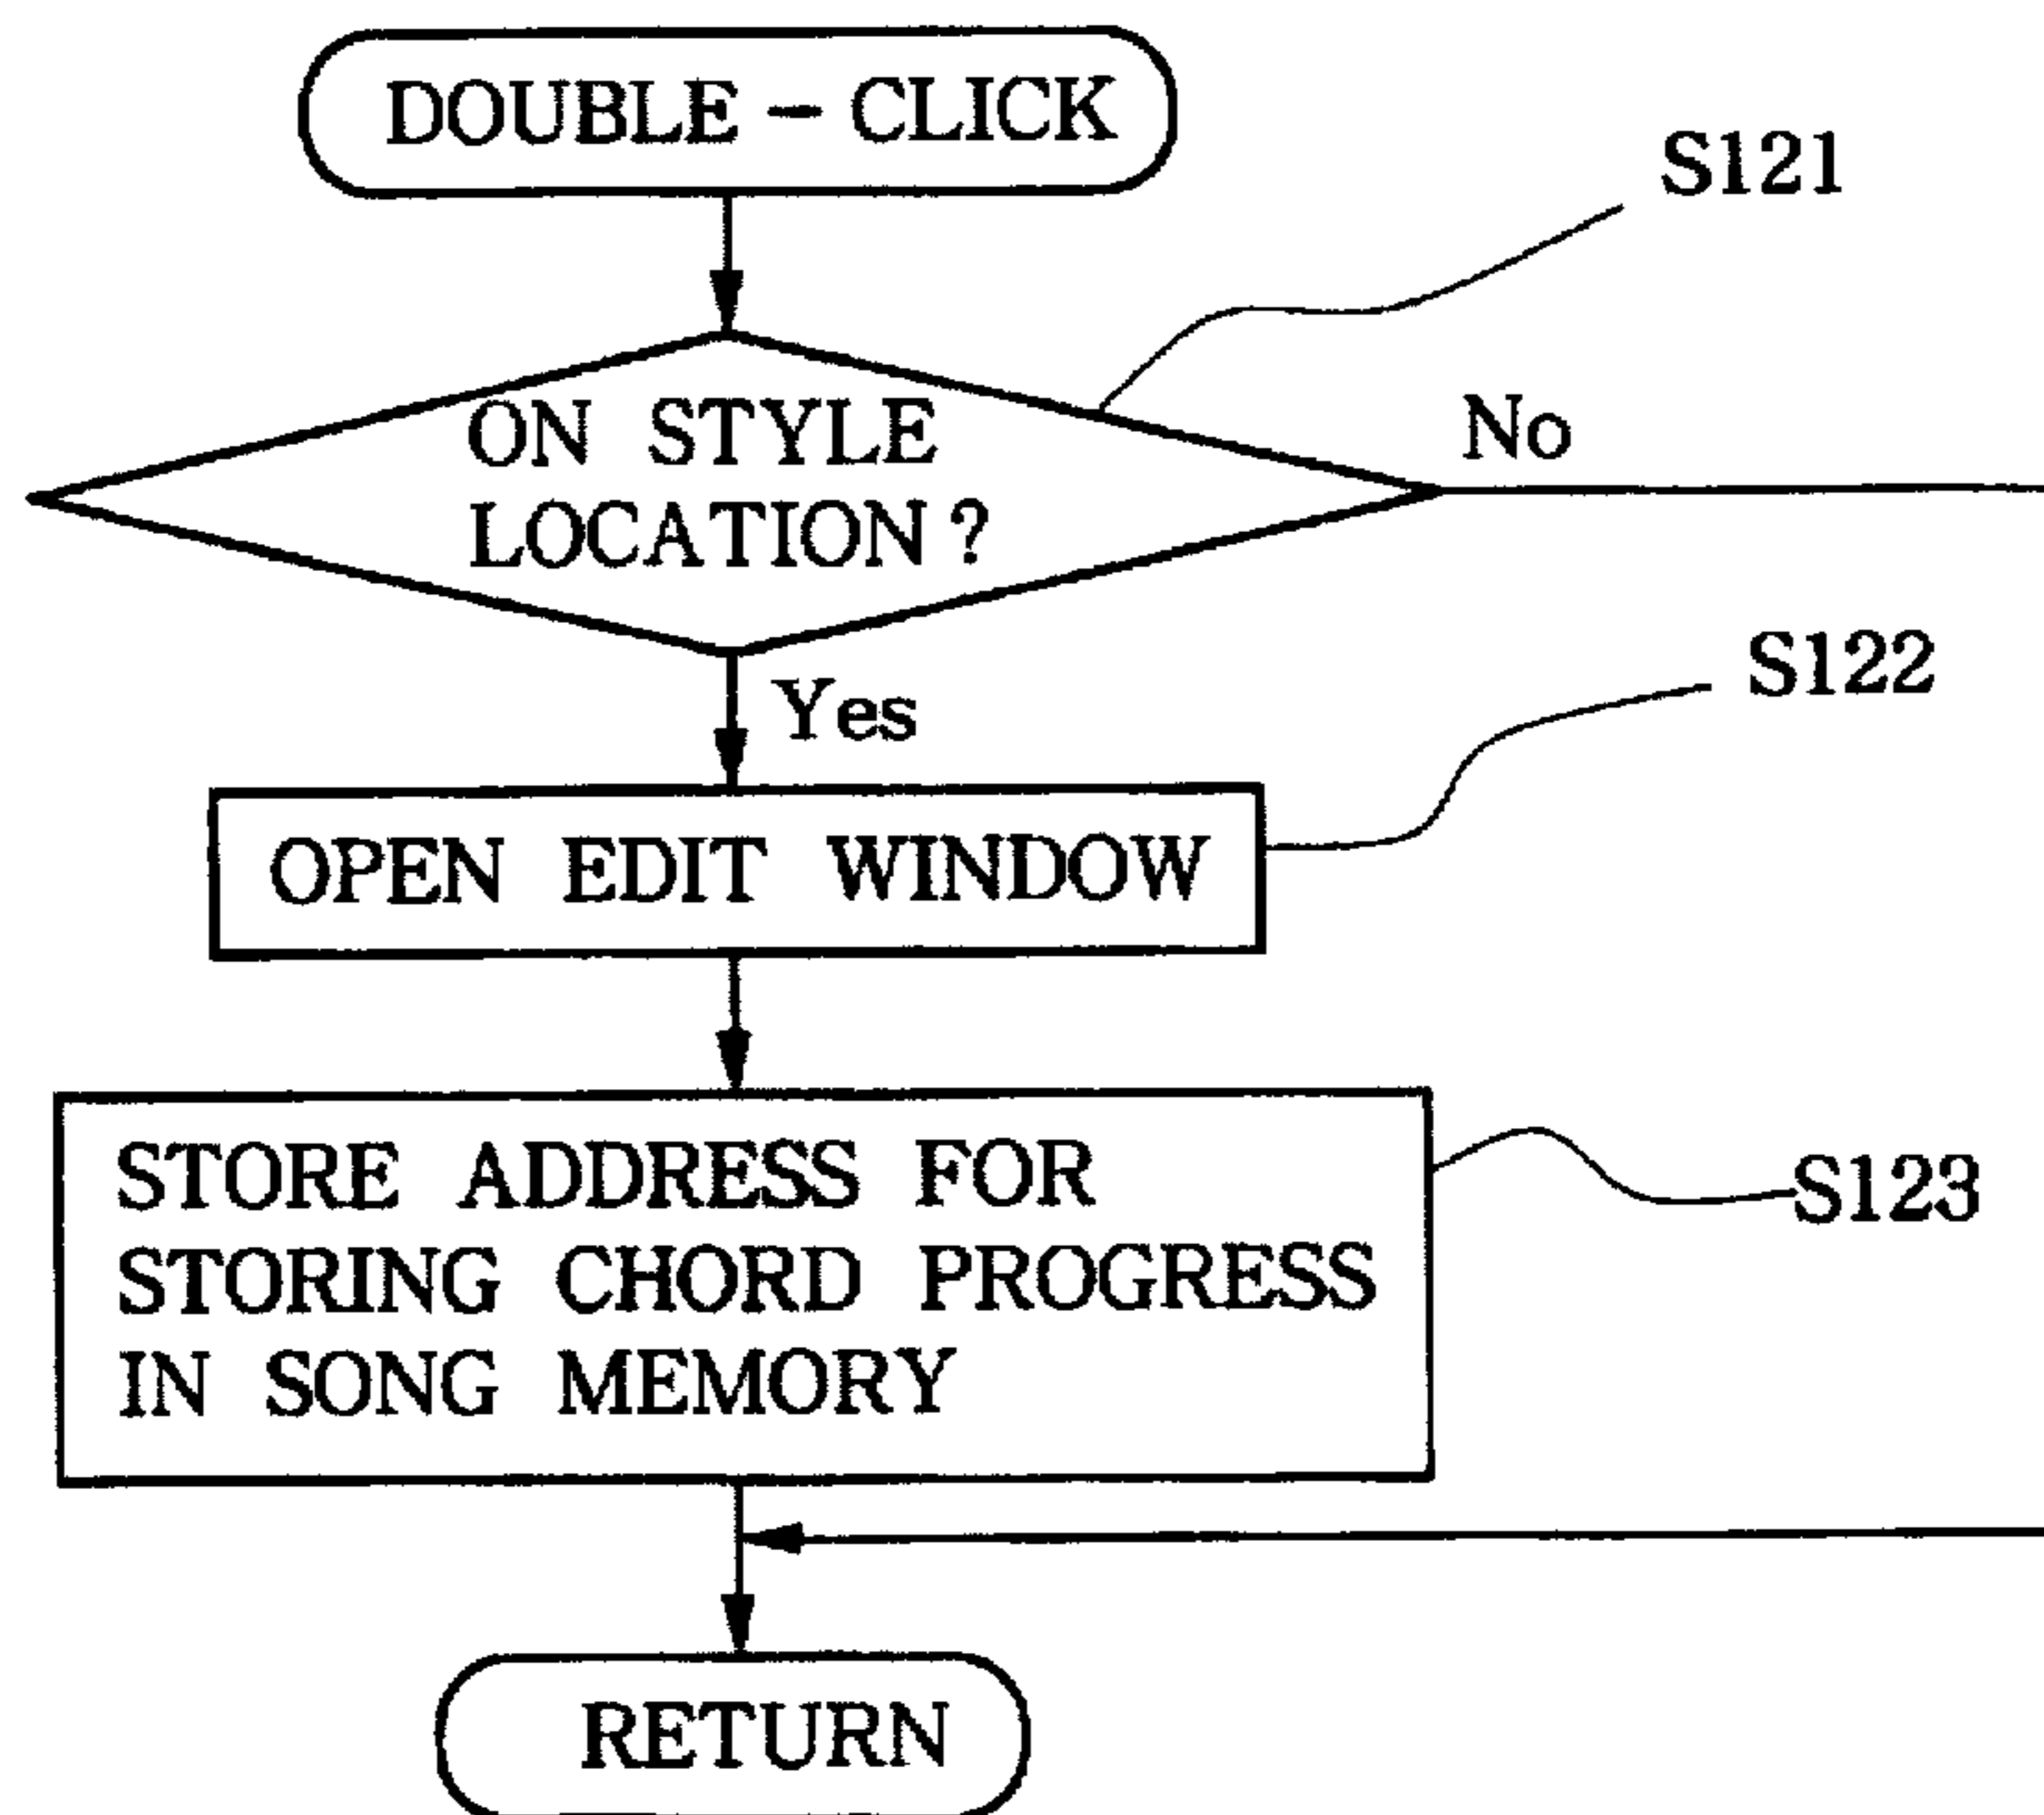 DOUBLE - CLICK
S121
ON STYLE
LOCATION ?
No
Yes
S122
OPEN EDIT WINDOW
STORE ADDRESS FOR
STORING CHORD PROGRESS
IN SONG MEMORY
S123
RETURN